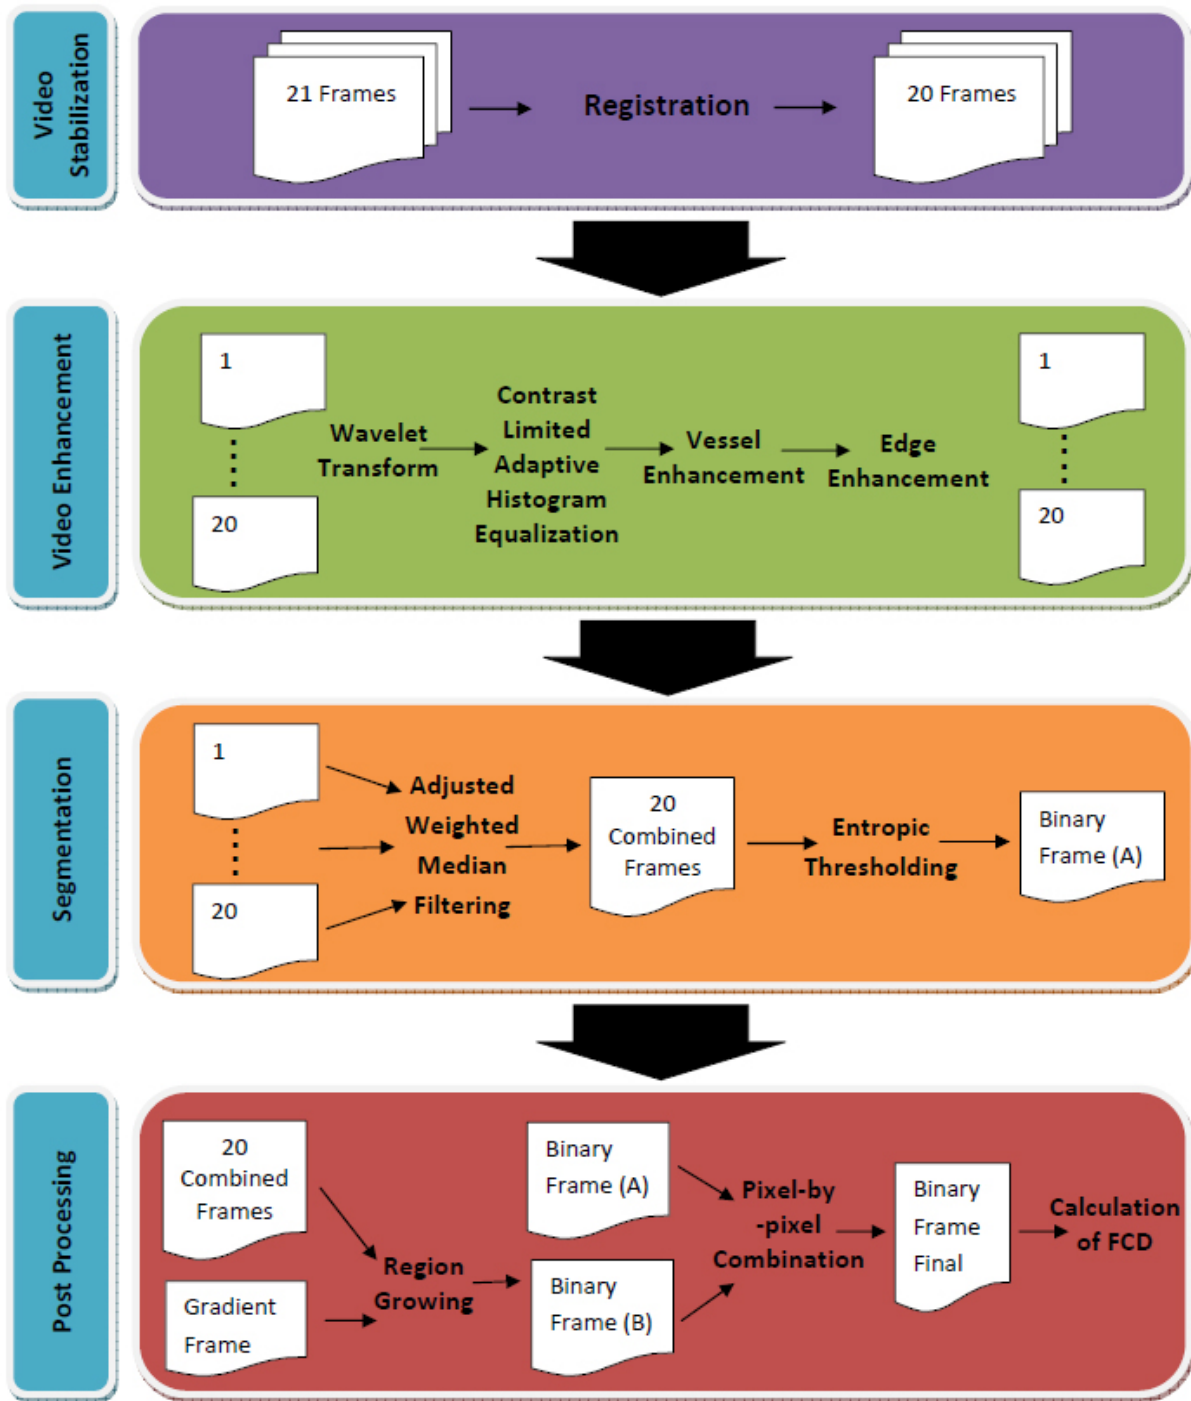 Video
Stabilization
21 Frames
Registration
20 Frames
Video Enhancement
1
20
Wavelet
Transform
Contrast
Limited
Adaptive
Histogram
Equalization
Vessel
Enhancement
Edge
Enhancement
1
20
Segmentation
1
20
Adjusted
Weighted
Median
Filtering
20
Combined
Frames
Entropic
Thresholding
Binary
Frame (A)
Post Processing
20
Combined
Frames
Gradient
Frame
Region
Growing
Binary
Frame (A)
Binary
Frame (B)
Pixel-by
-pixel
Combination
Binary
Frame
Final
Calculation
of FCD